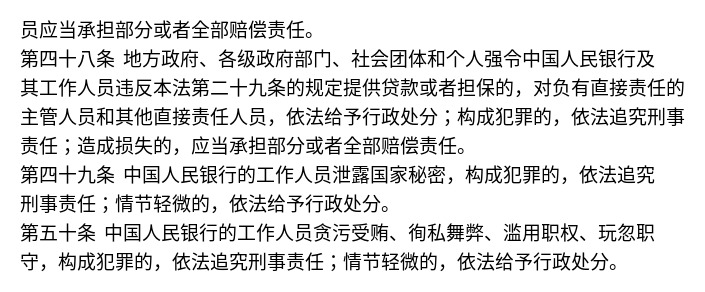 员应当承担部分或者全部赔偿责任。
第四十八条 地方政府、各级政府部门、社会团体和个人强令中国人民银行及
其工作人员违反本法第二十九条的规定提供贷款或者担保的，对负有直接责任的
主管人员和其他直接责任人员，依法给予行政处分；构成犯罪的，依法追究刑事
责任；造成损失的，应当承担部分或者全部赔偿责任。
第四十九条 中国人民银行的工作人员泄露国家秘密，构成犯罪的，依法追究
刑事责任；情节轻微的，依法给予行政处分。
第五十条 中国人民银行的工作人员贪污受贿、徇私舞弊、滥用职权、玩忽职
守，构成犯罪的，依法追究刑事责任；情节轻微的，依法给予行政处分。